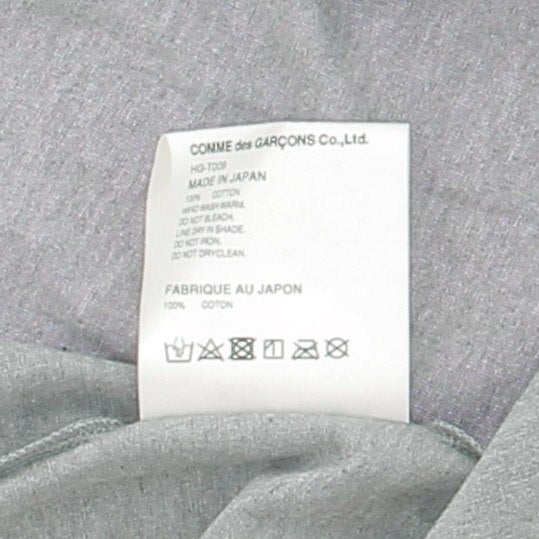 COMME des GARÇONS Co.,Ltd.
HG-T009
MADE IN JAPAN
100% COTTON
HAND WASH WARM.
DO NOT BLEACH.
LINE DRY IN SHADE.
DO NOT IRON.
DO NOT DRYCLEAN.
FABRIQUE AU JAPON
100% COTON